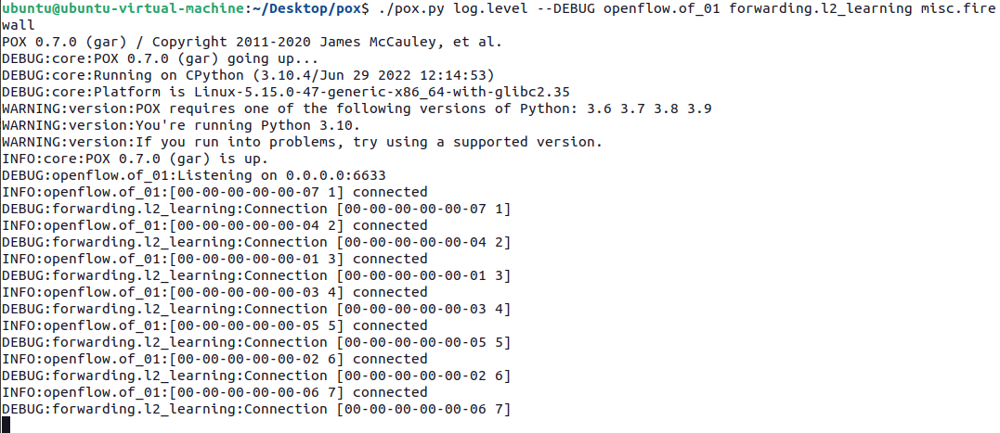 ubuntu@ubuntu-virtual-machine:~/Desktop/pox$ ./pox.py log.level --DEBUG openflow.of_01 forwarding.l2_learning misc.fire
wall
POX 0.7.0 (gar) / Copyright 2011-2020 James McCauley, et al.
DEBUG:core:POX 0.7.0 (gar) going up...
DEBUG:core:Running on CPython (3.10.4/Jun 29 2022 12:14:53)
DEBUG:core:Platform is Linux-5.15.0-47-generic-x86_64-with-glibc2.35
WARNING:version:POX requires one of the following versions of Python: 3.6 3.7 3.8 3.9
WARNING:version:You're running Python 3.10.
WARNING:version:If you run into problems, try using a supported version.
INFO:core:POX 0.7.0 (gar) is up.
DEBUG:openflow.of_01:Listening on 0.0.0.0:6633
INFO:openflow.of_01:[00-00-00-00-00-07 1] connected
DEBUG:forwarding.l2_learning:Connection [00-00-00-00-00-07 1]
INFO:openflow.of_01:[00-00-00-00-00-04 2] connected
DEBUG:forwarding.l2_learning:Connection [00-00-00-00-00-04 2]
INFO:openflow.of_01:[00-00-00-00-00-01 3] connected
DEBUG:forwarding.l2_learning:Connection [00-00-00-00-00-01 3]
INFO:openflow.of_01:[00-00-00-00-00-03 4] connected
DEBUG:forwarding.l2_learning:Connection [00-00-00-00-00-03 4]
INFO:openflow.of_01:[00-00-00-00-00-05 5] connected
DEBUG:forwarding.l2_learning:Connection [00-00-00-00-00-05 5]
INFO:openflow.of_01:[00-00-00-00-00-02 6] connected
DEBUG:forwarding.l2_learning:Connection [00-00-00-00-00-02 6]
INFO:openflow.of_01:[00-00-00-00-00-06 7] connected
DEBUG:forwarding.l2_learning:Connection [00-00-00-00-00-06 7]